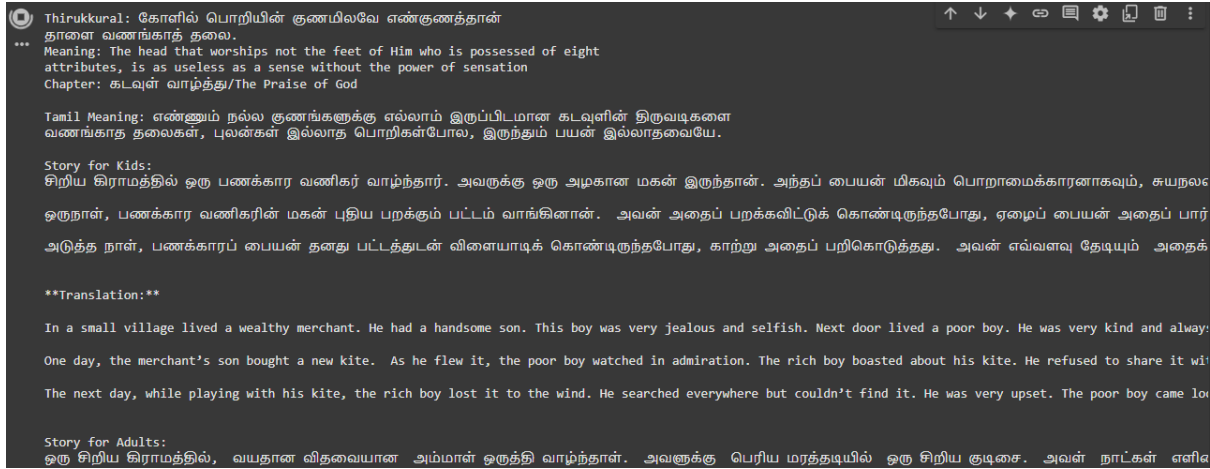 Thirukkural: கோளில் பொறியின் குணமிலவே எண்குணத்தான்
தாளை வணங்காத் தலை.
Meaning: The head that worships not the feet of Him who is possessed of eight
attributes, is as useless as a sense without the power of sensation
Chapter: கடவுள் வாழ்த்து/The Praise of God
Tamil Meaning: எண்ணும் நல்ல குணங்களுக்கு எல்லாம் இருப்பிடமான கடவுளின் திருவடிகளை
வணங்காத தலைகள், புலன்கள் இல்லாத பொறிகள்போல, இருந்தும் பயன் இல்லாதவையே.
Story for Kids:
சிறிய கிராமத்தில் ஒரு பணக்கார வணிகர் வாழ்ந்தார். அவருக்கு ஒரு அழகான மகன் இருந்தான். அந்தப் பையன் மிகவும் பொறாமைக்காரனாகவும்,
ஒருநாள், பணக்கார வணிகரின் மகன் புதிய பறக்கும் பட்டம் வாங்கினான். அவன் அதைப் பறக்கவிட்டுக் கொண்டிருந்தபோது, ஏழைப் பையன் அதைப்
அடுத்த நாள், பணக்காரப் பையன் தனது பட்டத்துடன் விளையாடிக் கொண்டிருந்தபோது, காற்று அதைப் பறிகொடுத்தது. அவன் எவ்வளவு தேடியும்
**Translation:**
In a small village lived a wealthy merchant. He had a handsome son. This boy was very jealous and selfish. Next door lived a poor boy. He was very kind and
One day, the merchant's son bought a new kite. As he flew it, the poor boy watched in admiration. The rich boy boasted about his kite. He refused to share it
The next day, while playing with his kite, the rich boy lost it to the wind. He searched everywhere but couldn't find it. He was very upset. The poor boy came
Story for Adults:
ஒரு சிறிய கிராமத்தில், வயதான விதவையான அம்மாள் ஒருத்தி வாழ்ந்தாள். அவளுக்கு பெரிய மரத்தடியில் ஒரு சிறிய குடிசை. அவள் நாட்கள்